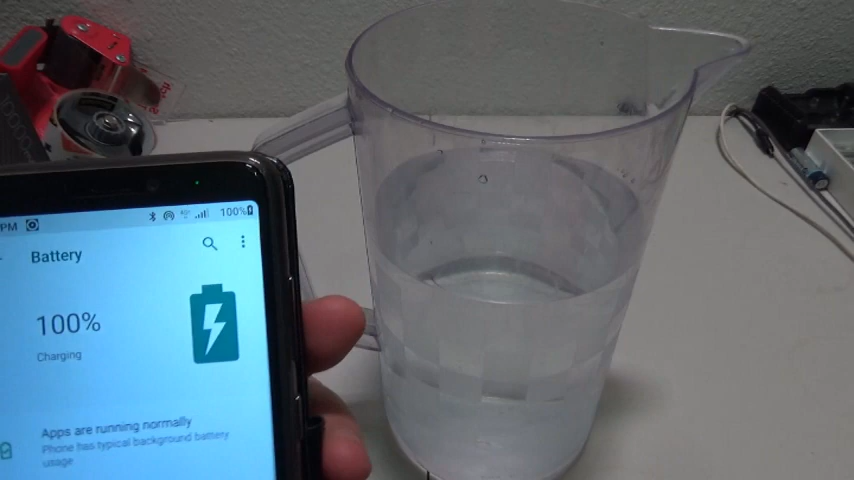 PM 100%
Battery
100%
Charging
Apps are running normally
Phone has typical background battery
usage